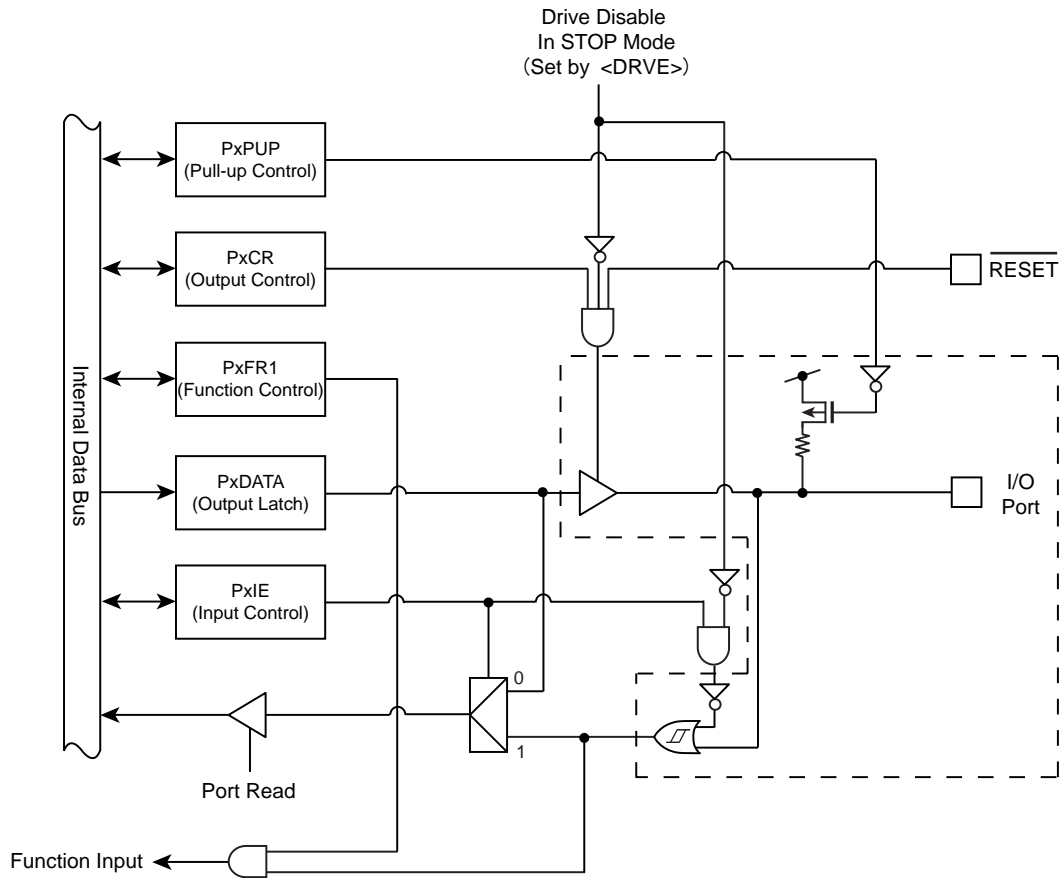 Drive Disable
In STOP Mode
(Set by <DRVE>)
PxPUP
(Pull-up Control)
PxCR
(Output Control)
RESET
PxFR1
(Function Control)
Internal Data Bus
PxDATA
(Output Latch)
I/O
Port
PxIE
(Input Control)
0
1
Port Read
Function Input